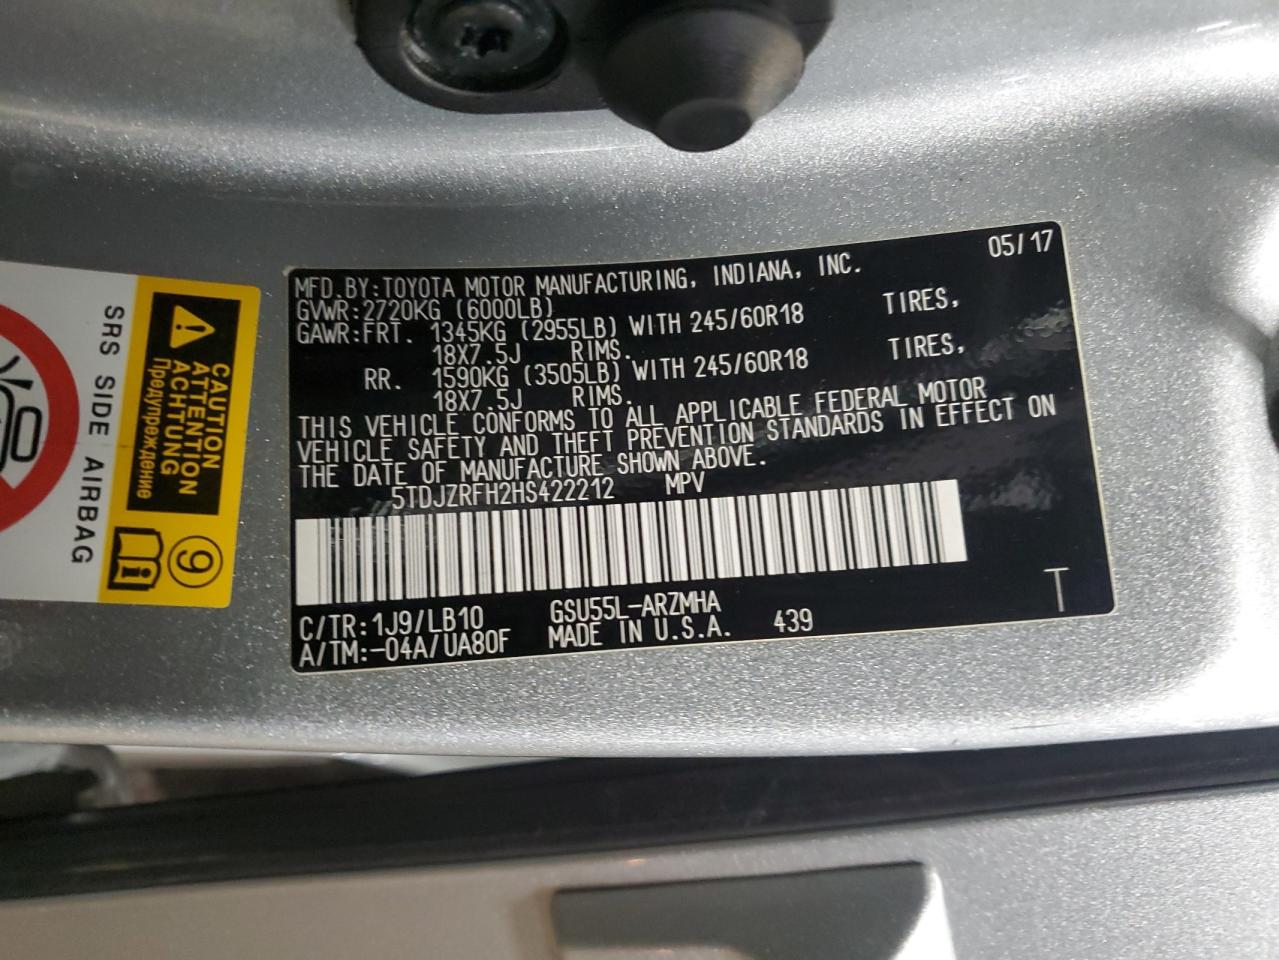 MFD. BY: TOYOTA MOTOR MANUFACTURING, INDIANA, INC. 05/17
GVWR: 2720KG (6000LB)
GAWR: FRT. 1345KG (2955LB) WITH 245/60R18 TIRES,
18X7.5J RIMS.
RR. 1590KG (3505LB) WITH 245/60R18 TIRES,
18X7.5J RIMS.
THIS VEHICLE CONFORMS TO ALL APPLICABLE FEDERAL MOTOR
VEHICLE SAFETY AND THEFT PREVENTION STANDARDS IN EFFECT ON
THE DATE OF MANUFACTURE SHOWN ABOVE.
5TDJZRFH2HS422212 MPV
C/TR: 1J9/LB10 GSU55L-ARZMHA
A/TM: -04A/UA80F MADE IN U.S.A. 439
T
CAUTION
ATTENTION
ACHTUNG
Предупреждение
9
SRS SIDE AIRBAG